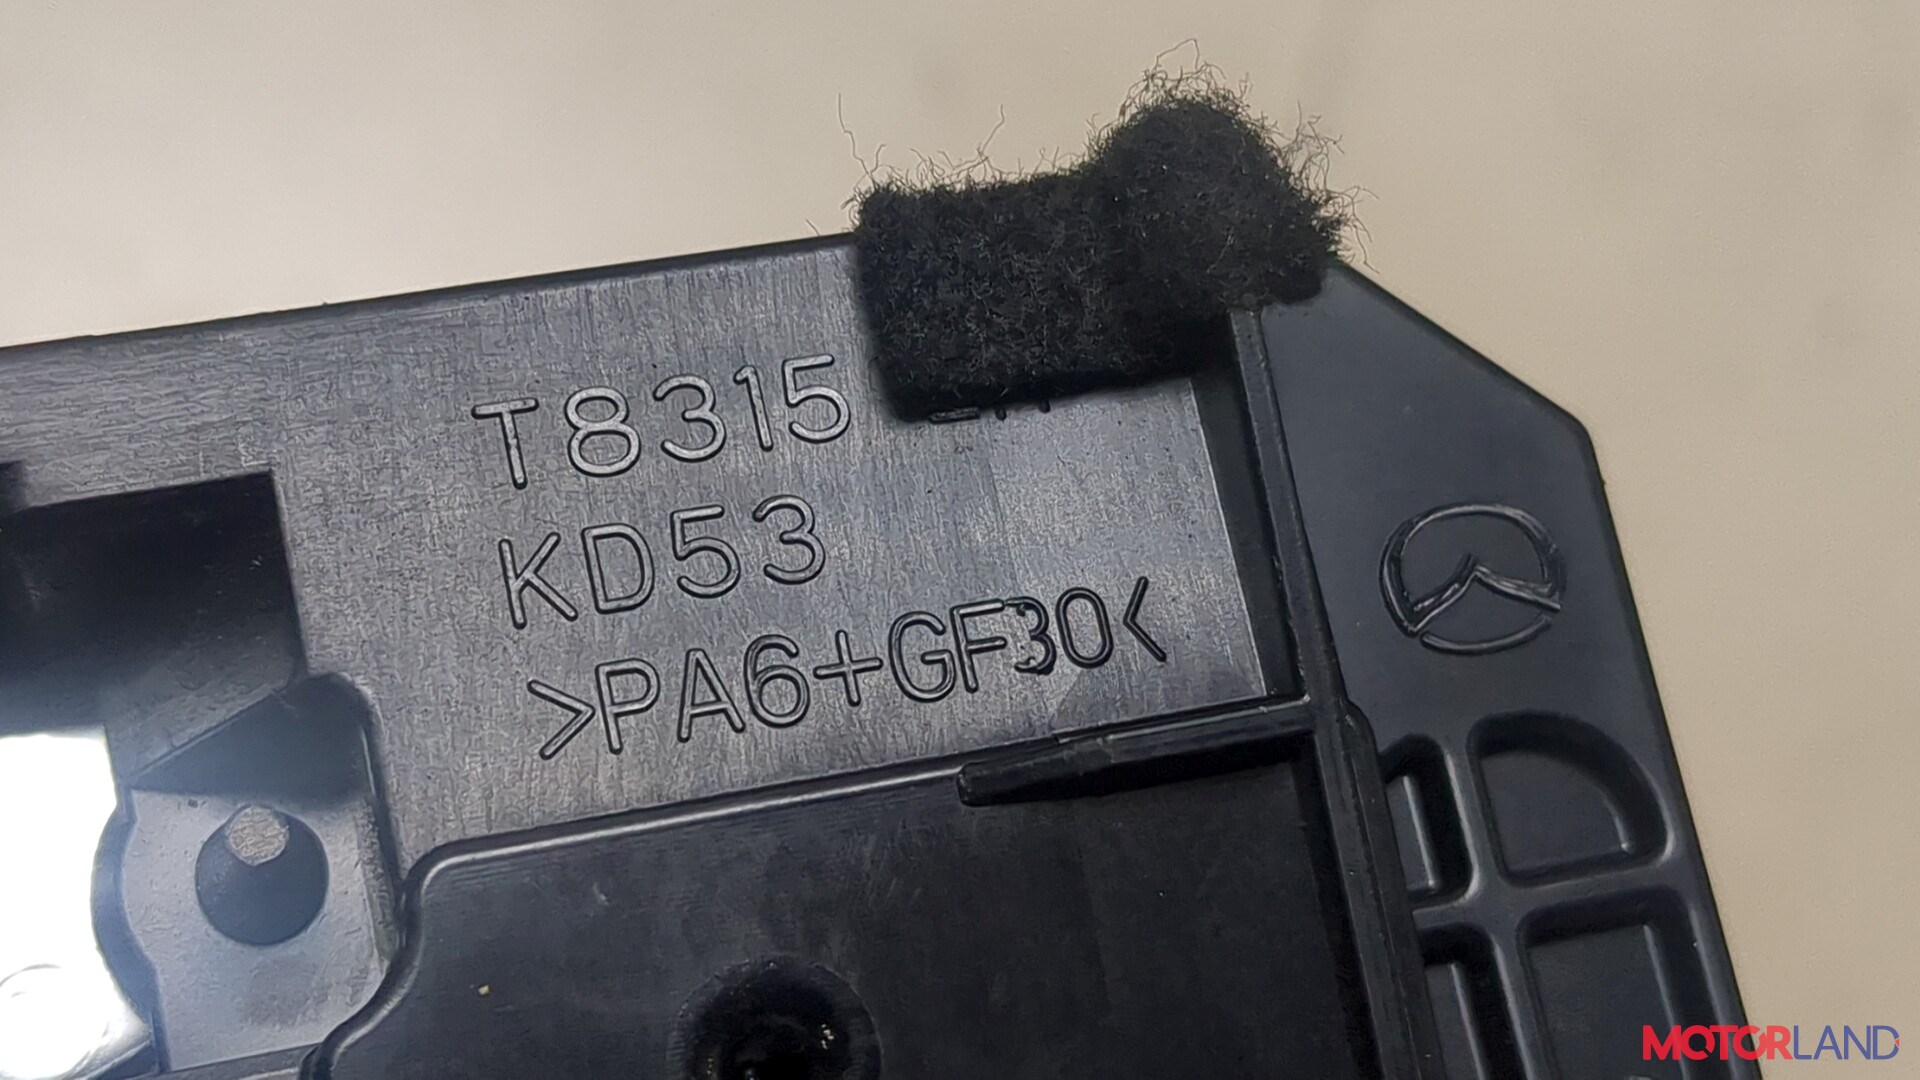 T8315
KD53
>PA6+GF30<
MOTORLAND